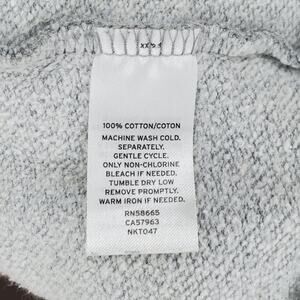 100% COTTON/COTON
MACHINE WASH COLD.
SEPARATELY.
GENTLE CYCLE.
ONLY NON-CHLORINE
BLEACH IF NEEDED.
TUMBLE DRY LOW
REMOVE PROMPTLY.
WARM IRON IF NEEDED.
RN58665
CA57963
NKT047